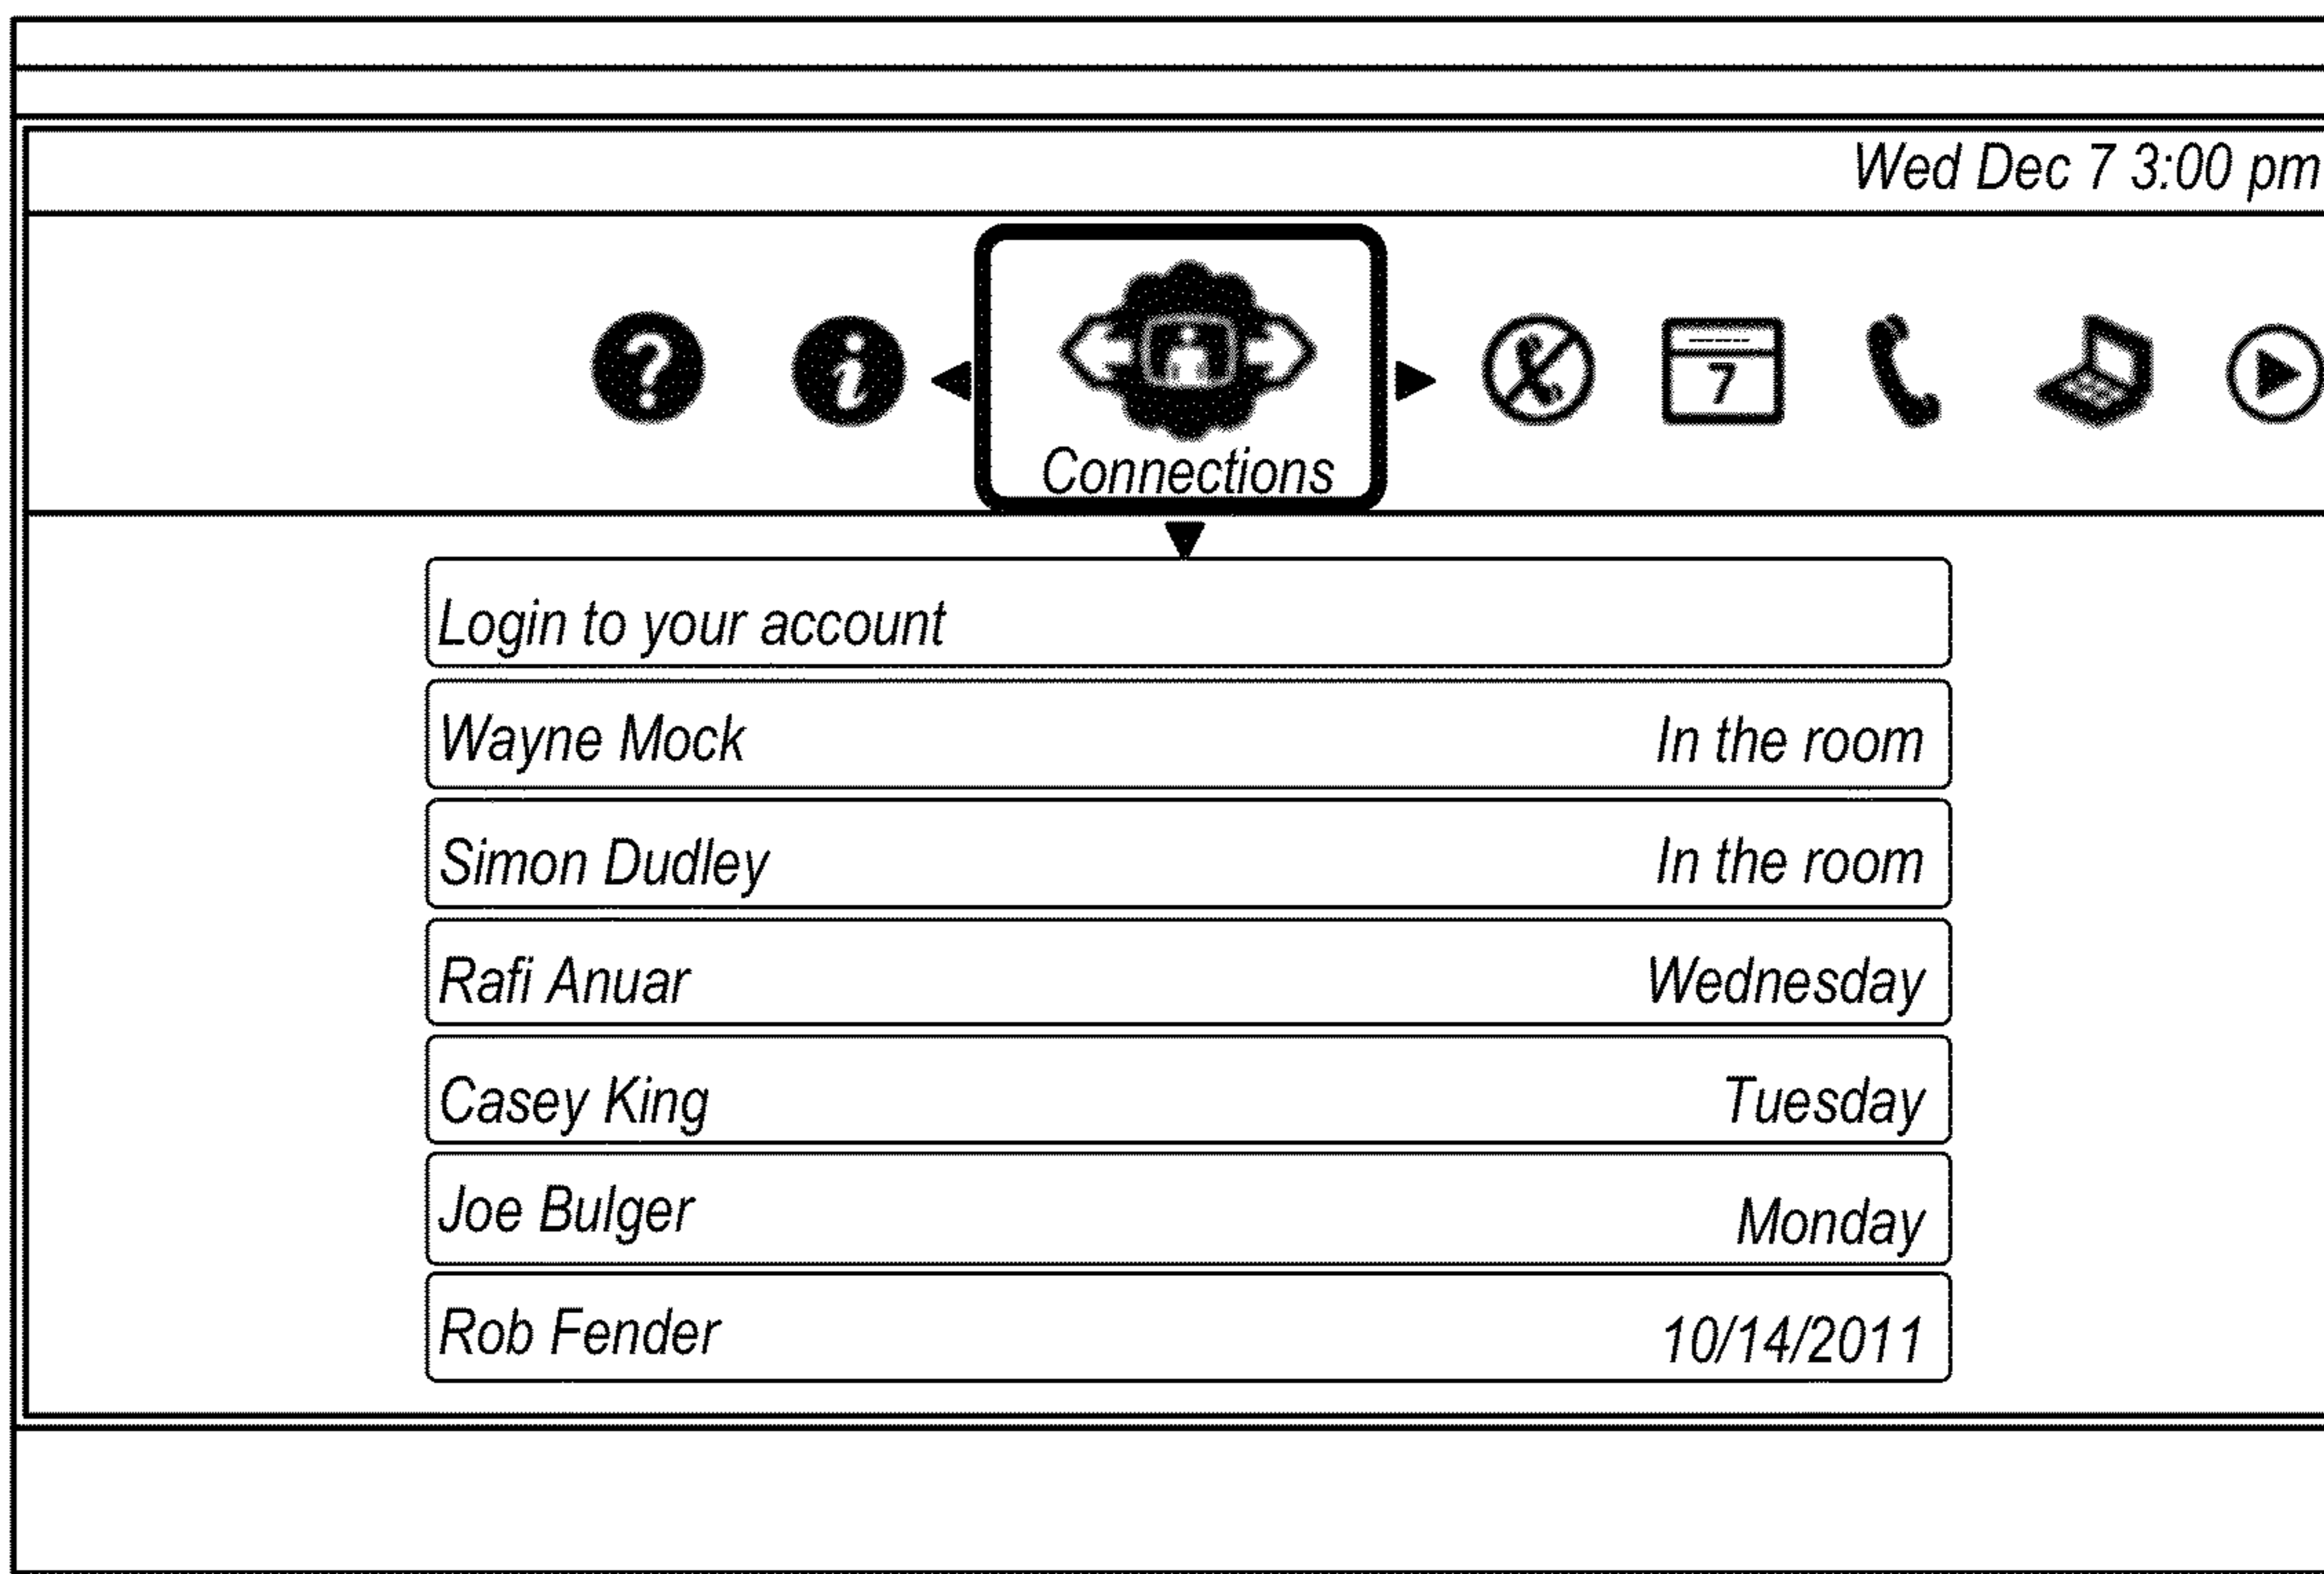 Wed Dec 7 3:00 pm
7
Connections
Login to your account
Wayne Mock In the room
Simon Dudley In the room
Rafi Anuar Wednesday
Casey King Tuesday
Joe Bulger Monday
Rob Fender 10/14/2011